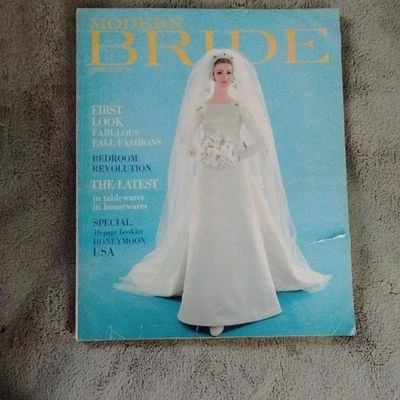 MODERN
BRIDE
FIRST
LOOK
FABULOUS
FALL FASHIONS
BEDROOM
REVOLUTION
THE LATEST
in tablewares
in housewares
SPECIAL:
16-page booklet
HONEYMOON
USA